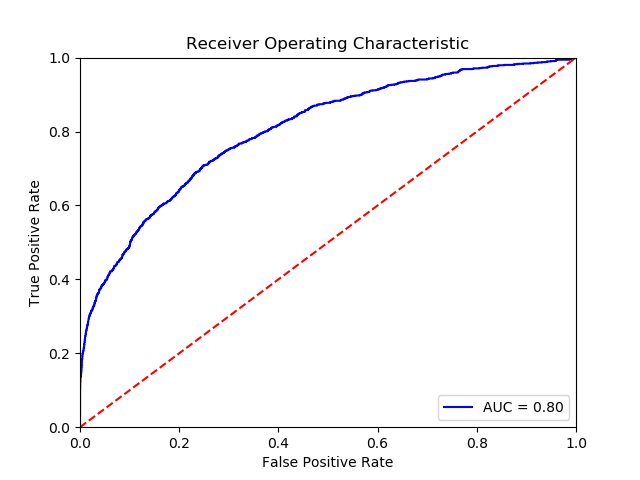 Receiver Operating Characteristic
1.0
0.8
0.6
0.4
0.2
0.0
True Positive Rate
AUC = 0.80
0.0 0.2 0.4 0.6 0.8 1.0
False Positive Rate